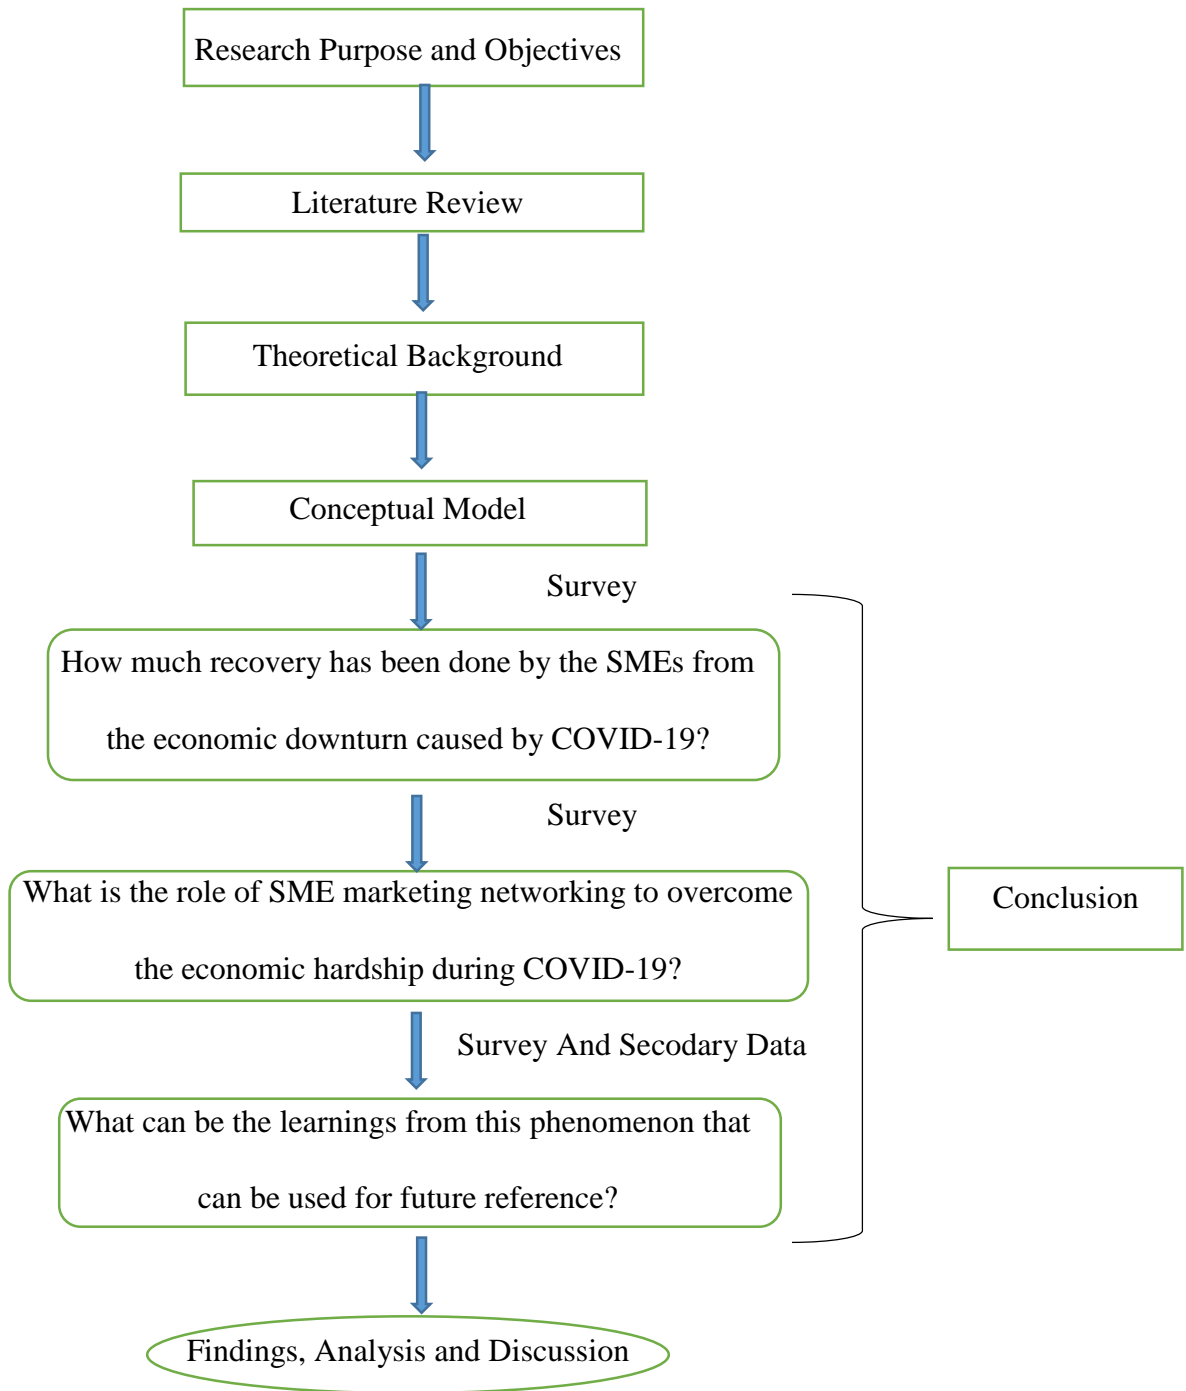 Research Purpose and Objectives
Literature Review
Theoretical Background
Conceptual Model
Survey
How much recovery has been done by the SMEs from
the economic downturn caused by COVID-19?
Survey
What is the role of SME marketing networking to overcome
the economic hardship during COVID-19?
Conclusion
Survey And Secodary Data
What can be the learnings from this phenomenon that
can be used for future reference?
Findings, Analysis and Discussion